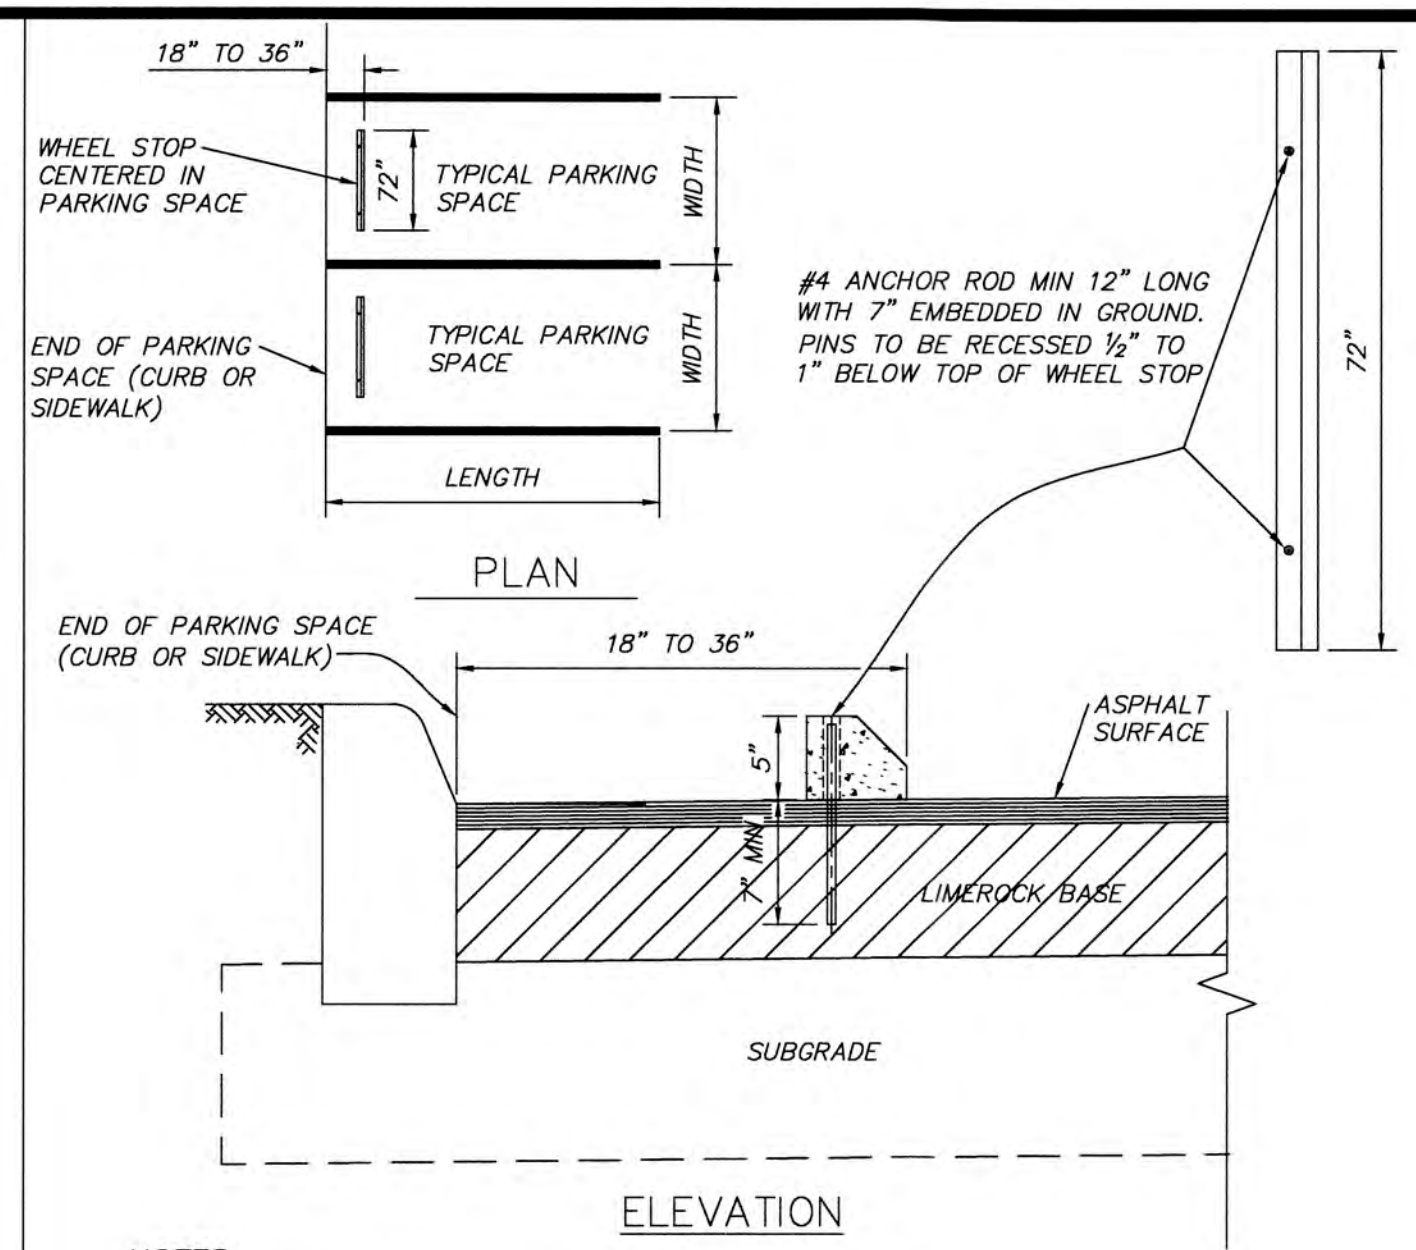 18" TO 36"
WHEEL STOP
CENTERED IN
PARKING SPACE
72"
TYPICAL PARKING
SPACE
WIDTH
END OF PARKING
SPACE (CURB OR
SIDEWALK)
TYPICAL PARKING
SPACE
WIDTH
LENGTH
PLAN
#4 ANCHOR ROD MIN 12" LONG
WITH 7" EMBEDDED IN GROUND.
PINS TO BE RECESSED ½" TO
1" BELOW TOP OF WHEEL STOP
72"
END OF PARKING SPACE
(CURB OR SIDEWALK)
18" TO 36"
5"
7" MIN
ASPHALT
SURFACE
LIMEROCK BASE
SUBGRADE
ELEVATION